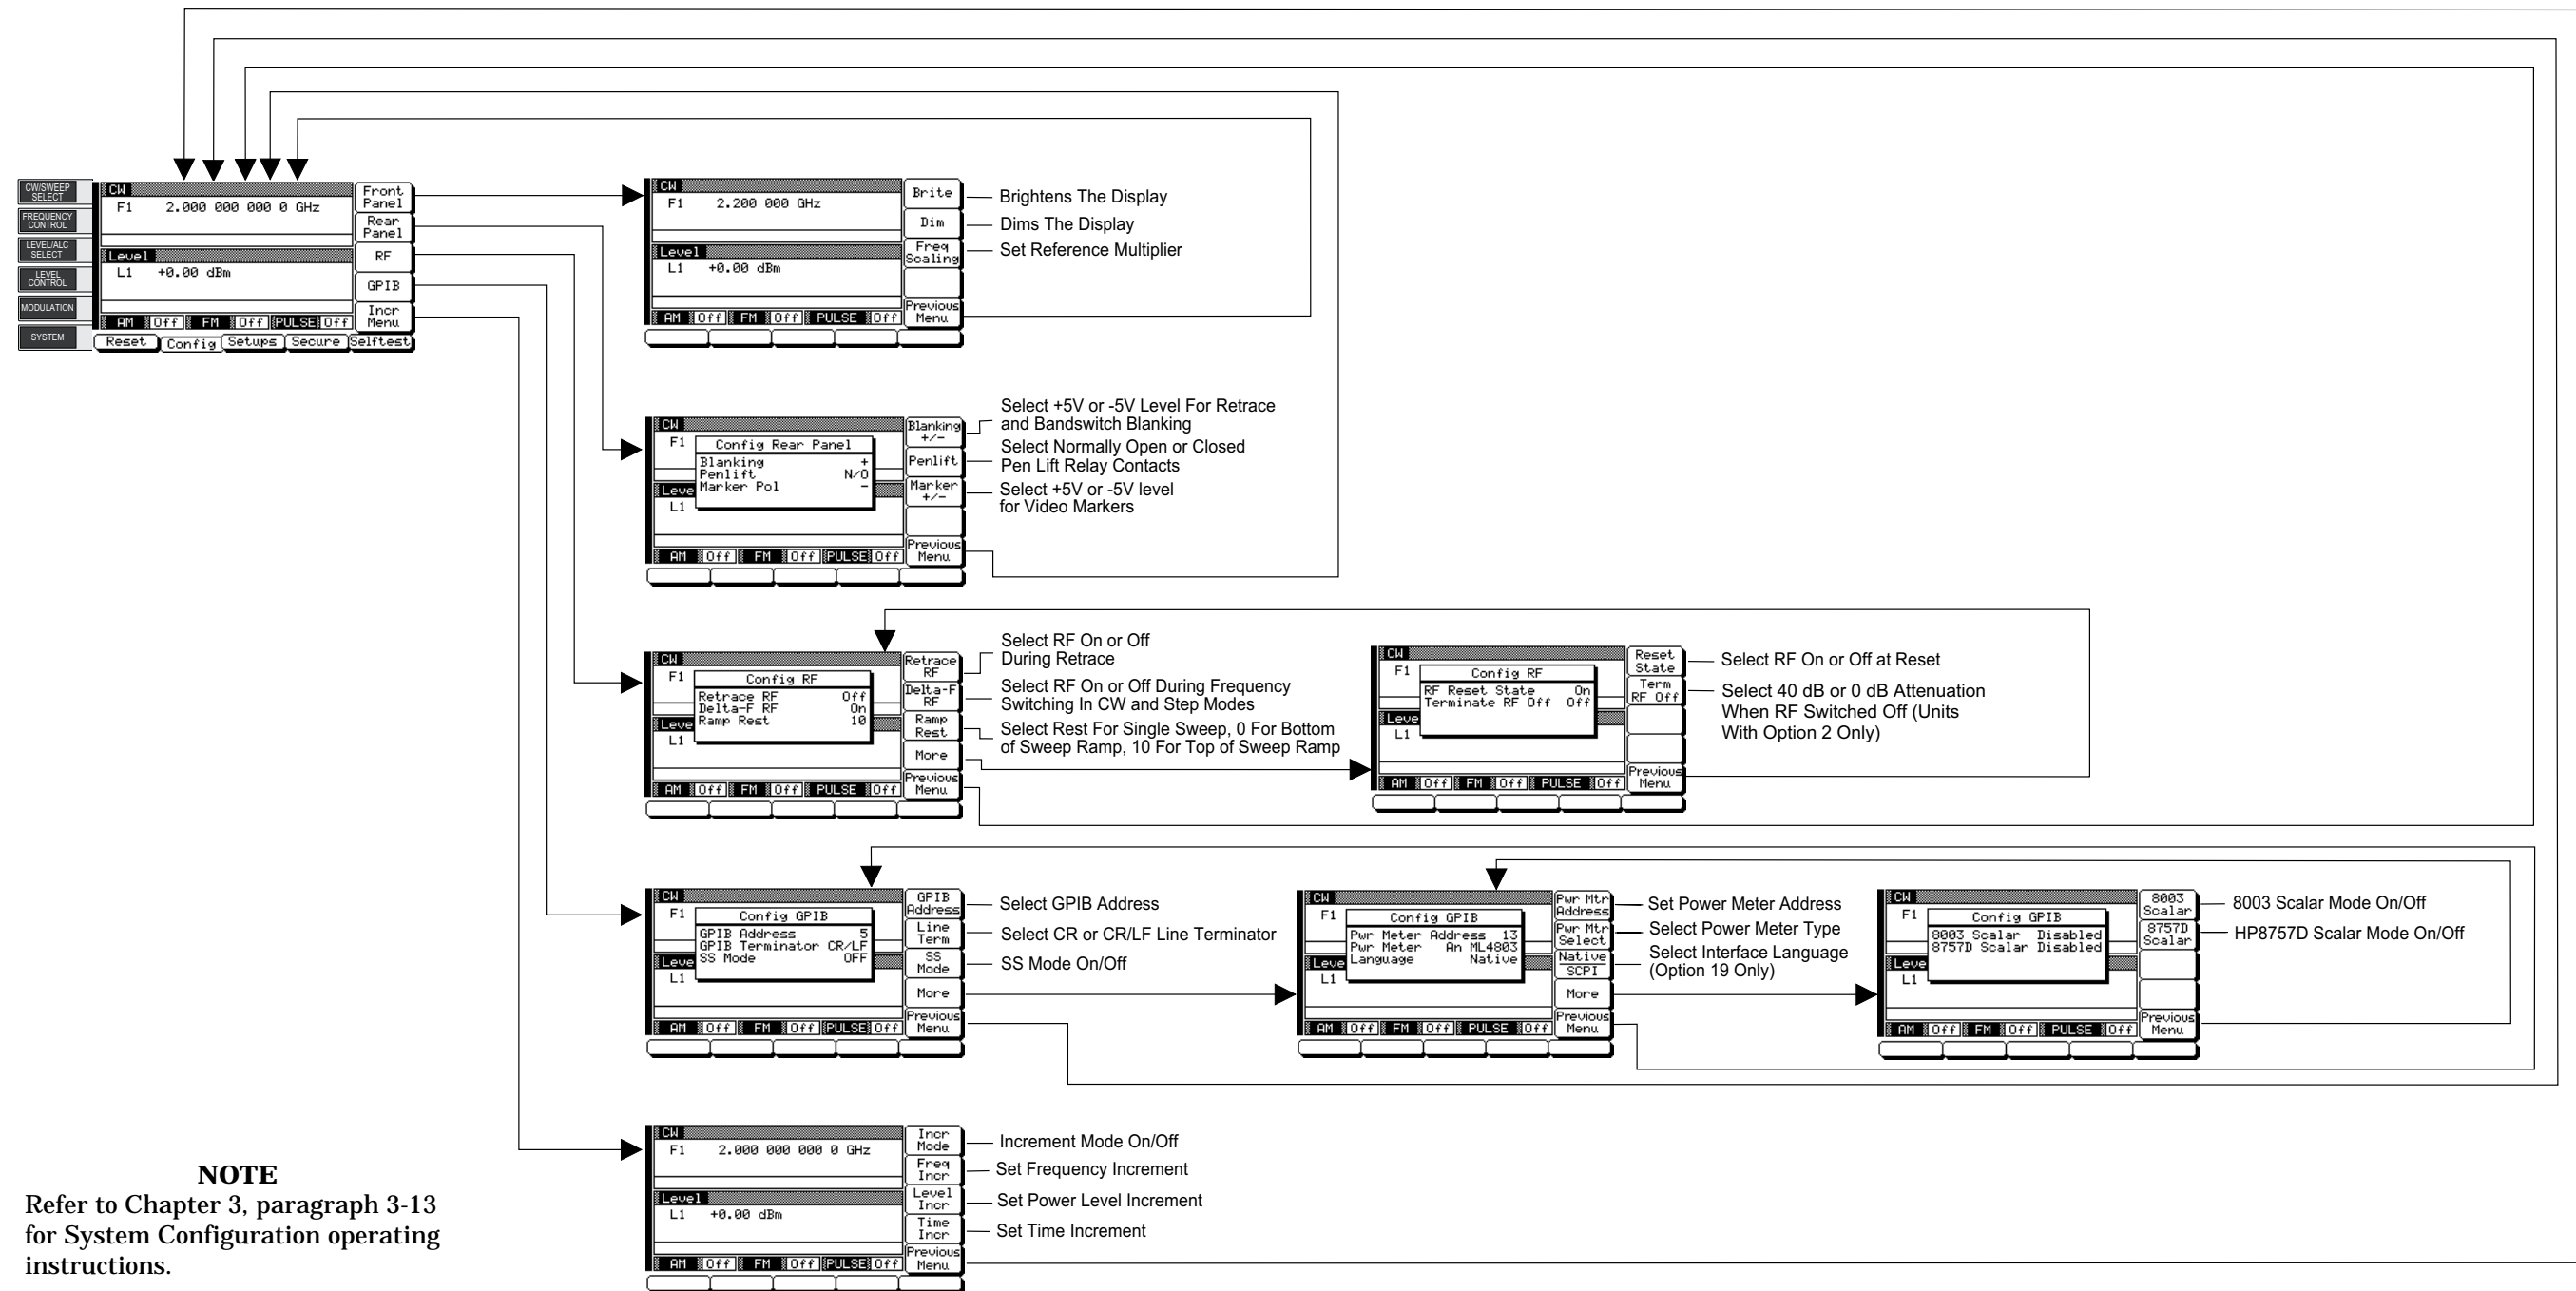 CW/SWEEP
SELECT
FREQUENCY
CONTROL
LEVEL/ALC
SELECT
LEVEL
CONTROL
MODULATION
SYSTEM
CW
F1 2.000 000 000 0 GHz
Level
L1 +0.00 dBm
AM Off FM Off PULSE Off
Front
Panel
Rear
Panel
RF
GPIB
Incr
Menu
Reset Config Setups Secure Selftest
CW
F1 2.200 000 GHz
Level
L1 +0.00 dBm
AM Off FM Off PULSE Off
Brite
Dim
Freq
Scaling
Previous
Menu
Brightens The Display
Dims The Display
Set Reference Multiplier
CW
F1
Config Rear Panel
Blanking +
Penlift N/O
Marker Pol -
Leve
L1
AM Off FM Off PULSE Off
Blanking
+/-
Penlift
Marker
+/-
Previous
Menu
Select +5V or -5V Level For Retrace
and Bandswitch Blanking
Select Normally Open or Closed
Pen Lift Relay Contacts
Select +5V or -5V level
for Video Markers
CW
F1
Config RF
Retrace RF Off
Delta-F RF On
Ramp Rest 10
Leve
L1
AM Off FM Off PULSE Off
Retrace
RF
Delta-F
RF
Ramp
Rest
More
Previous
Menu
Select RF On or Off
During Retrace
Select RF On or Off During Frequency
Switching In CW and Step Modes
Select Rest For Single Sweep, 0 For Bottom
of Sweep Ramp, 10 For Top of Sweep Ramp
CW
F1
Config RF
RF Reset State On
Terminate RF Off Off
Leve
L1
AM Off FM Off PULSE Off
Reset
State
Term
RF Off
Previous
Menu
Select RF On or Off at Reset
Select 40 dB or 0 dB Attenuation
When RF Switched Off (Units
With Option 2 Only)
CW
F1
Config GPIB
GPIB Address 5
GPIB Terminator CR/LF
SS Mode OFF
Leve
L1
AM Off FM Off PULSE Off
GPIB
Address
Line
Term
SS
Mode
More
Previous
Menu
Select GPIB Address
Select CR or CR/LF Line Terminator
SS Mode On/Off
CW
F1
Config GPIB
Pwr Meter Address 13
Pwr Meter An ML4803
Language Native
Leve
L1
AM Off FM Off PULSE Off
Pwr Mtr
Address
Pwr Mtr
Select
Native
SCPI
More
Previous
Menu
Set Power Meter Address
Select Power Meter Type
Select Interface Language
(Option 19 Only)
CW
F1
Config GPIB
8003 Scalar Disabled
8757D Scalar Disabled
Leve
L1
AM Off FM Off PULSE Off
8003
Scalar
8757D
Scalar
Previous
Menu
8003 Scalar Mode On/Off
HP8757D Scalar Mode On/Off
CW
F1 2.000 000 000 0 GHz
Level
L1 +0.00 dBm
AM Off FM Off PULSE Off
Incr
Mode
Freq
Incr
Level
Incr
Time
Incr
Previous
Menu
Increment Mode On/Off
Set Frequency Increment
Set Power Level Increment
Set Time Increment
NOTE
Refer to Chapter 3, paragraph 3-13
for System Configuration operating
instructions.